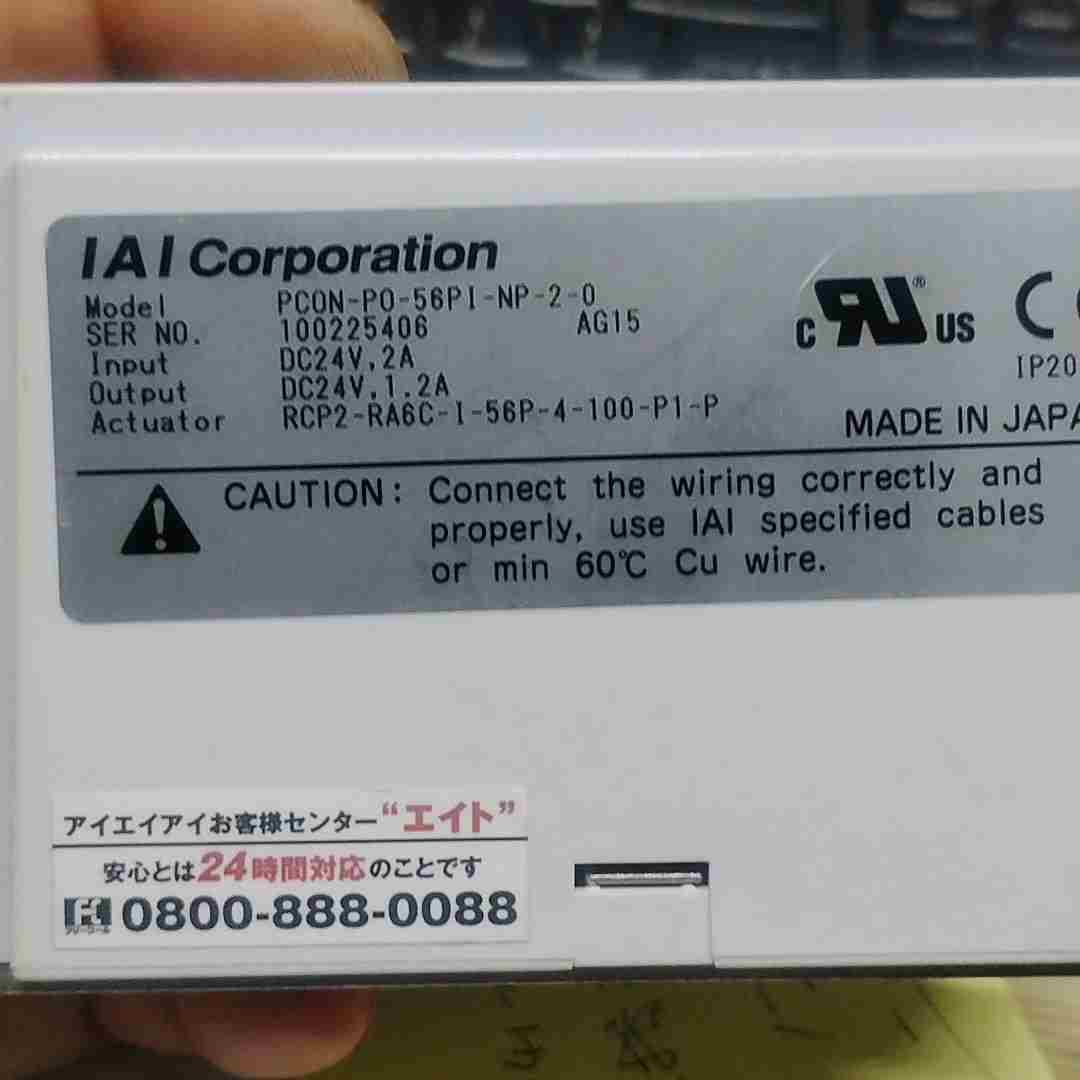 IAI Corporation
Model PCON-PO-56PI-NP-2-0
SER NO. 100225406 AG15
Input DC24V,2A
Output DC24V,1.2A
Actuator RCP2-RA6C-I-56P-4-100-P1-P
c RU® US
C
IP20
MADE IN JAPA
CAUTION: Connect the wiring correctly and
properly, use IAI specified cables
or min 60℃ Cu wire.
アイエイアイお客様センター“エイト”
安心とは24時間対応のことです
0800-888-0088